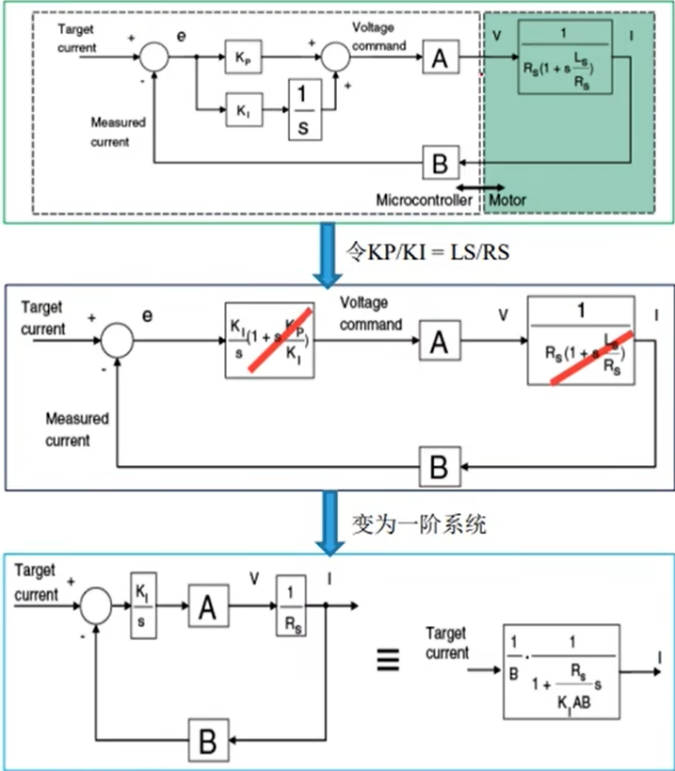 Target
current
+
-
e
K_P
K_I
1
s
+
+
Voltage
command
A
V
1
R_s(1 + s L_s/R_s)
I
Measured
current
B
Microcontroller
Motor
令KP/KI = LS/RS
Target
current
+
-
e
K_I/s (1 + s K_P/K_I)
Voltage
command
A
V
1
R_s(1 + s L_s/R_s)
I
Measured
current
B
变为一阶系统
Target
current
+
-
K_I
s
A
V
1
R_s
I
B
≡
Target
current
1/B · 1/(1 + R_s/(K_I AB) s)
I